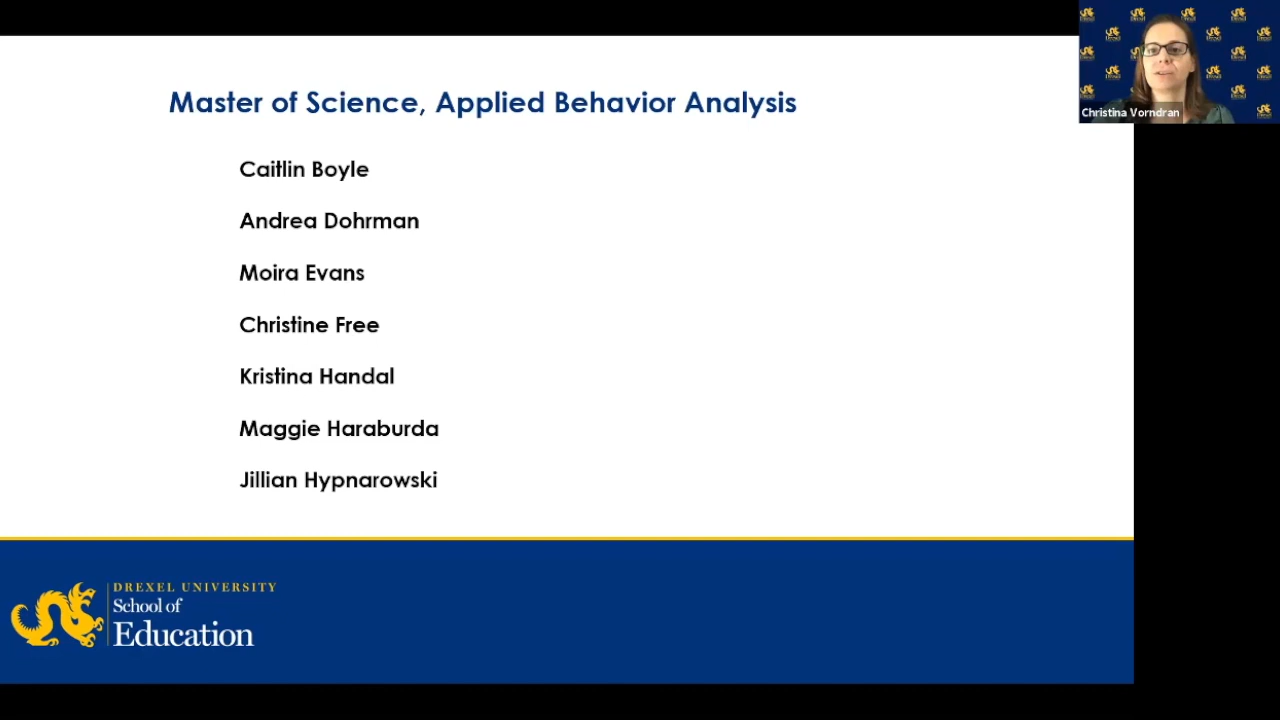 Master of Science, Applied Behavior Analysis
Caitlin Boyle
Andrea Dohrman
Moira Evans
Christine Free
Kristina Handal
Maggie Haraburda
Jillian Hypnarowski
DREXEL UNIVERSITY
School of
Education
Christina Vorndran